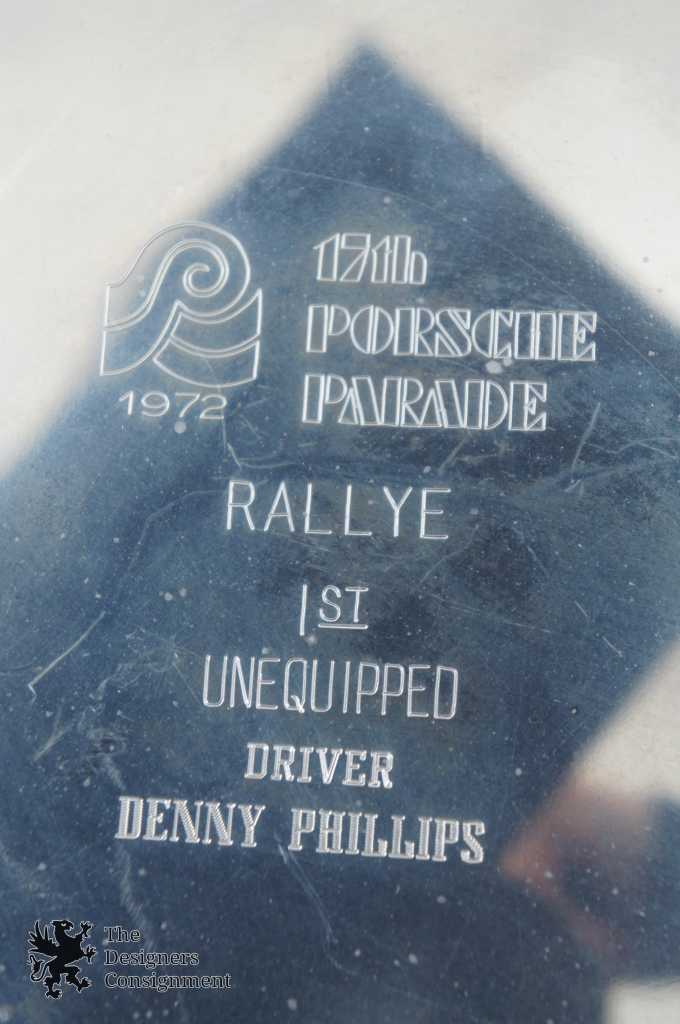 17th
PORSCHE
PARADE
1972
RALLYE
1ST
UNEQUIPPED
DRIVER
DENNY PHILLIPS
The
Designers
Consignment